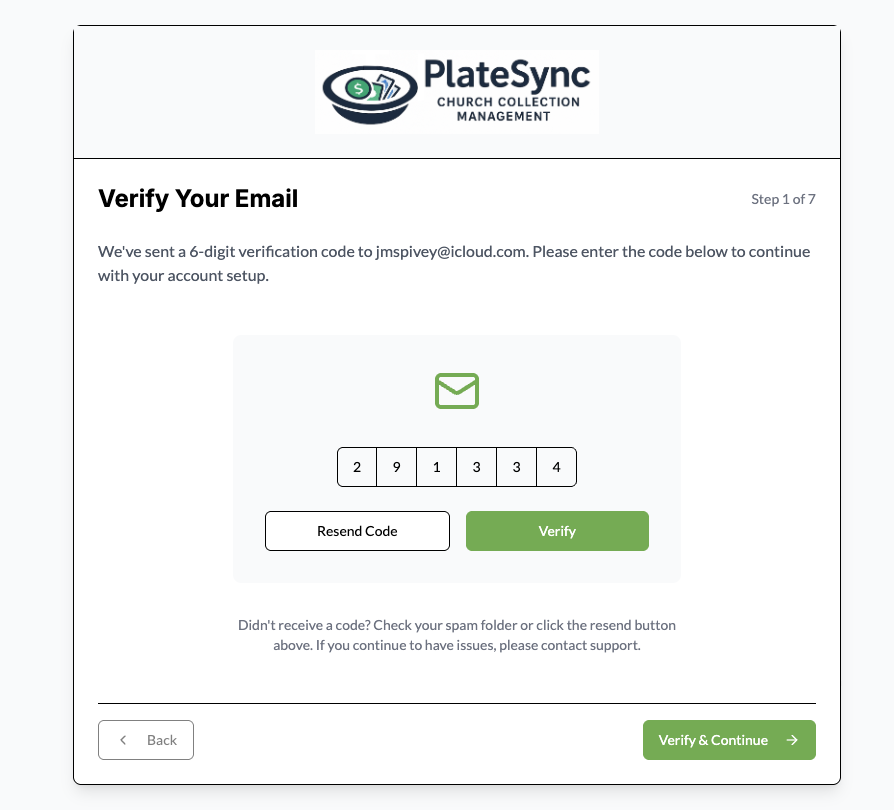 $
PlateSync
CHURCH COLLECTION
MANAGEMENT
Verify Your Email
Step 1 of 7
We've sent a 6-digit verification code to jmspivey@icloud.com. Please enter the code below to continue
with your account setup.
2 9 1 3 3 4
Resend Code
Verify
Didn't receive a code? Check your spam folder or click the resend button
above. If you continue to have issues, please contact support.
Back
Verify & Continue